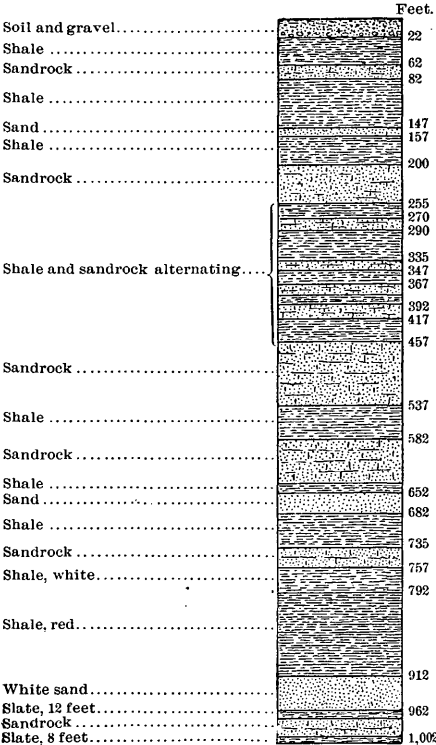 Feet.
Soil and gravel
22
Shale
62
Sandrock
82
Shale
147
Sand
157
Shale
200
Sandrock
255
270
290
335
Shale and sandrock alternating
347
367
392
417
457
Sandrock
537
Shale
582
Sandrock
Shale
652
Sand
682
Shale
735
Sandrock
757
Shale, white
792
Shale, red
912
White sand
962
Slate, 12 feet
Sandrock
Slate, 8 feet
1,002